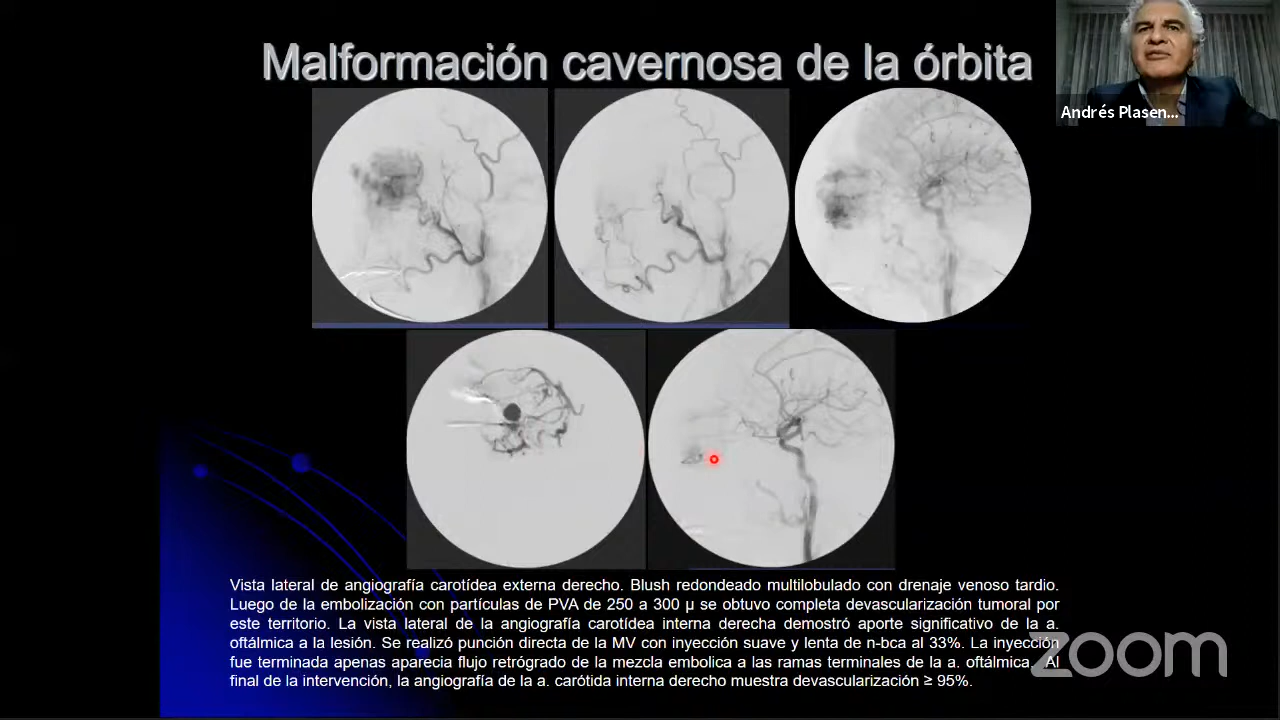 Malformación cavernosa de la órbita
Andrés Plasen...
Vista lateral de angiografía carotídea externa derecho. Blush redondeado multilobulado con drenaje venoso tardio.
Luego de la embolización con partículas de PVA de 250 a 300 µ se obtuvo completa devascularización tumoral por
este territorio. La vista lateral de la angiografía carotídea interna derecha demostró aporte significativo de la a.
oftálmica a la lesión. Se realizó punción directa de la MV con inyección suave y lenta de n-bca al 33%. La inyección
fue terminada apenas aparecia flujo retrógrado de la mezcla embolica a las ramas terminales de la a. oftálmica. Al
final de la intervención, la angiografía de la a. carótida interna derecho muestra devascularización ≥ 95%.
zoom